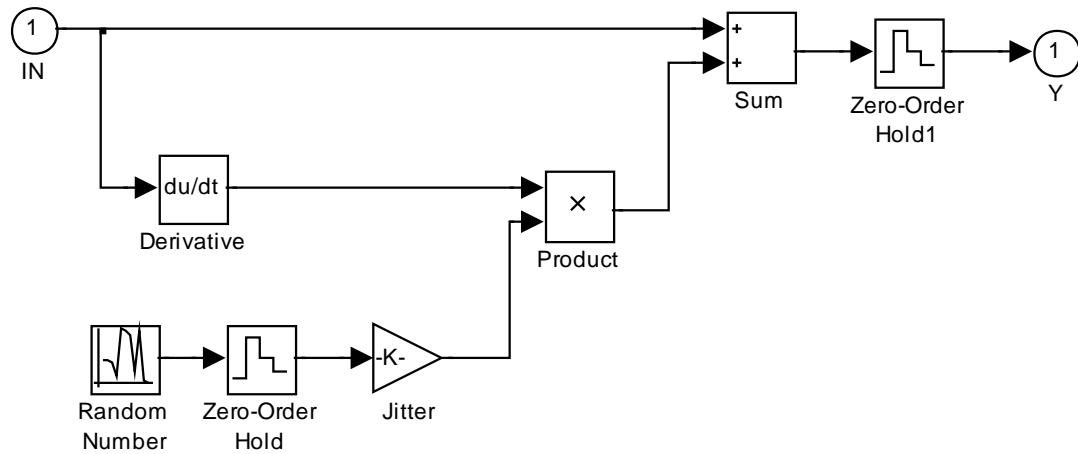 1
IN
+
+
Sum
Zero-Order
Hold1
1
Y
du/dt
Derivative
×
Product
Random
Number
Zero-Order
Hold
-K-
Jitter